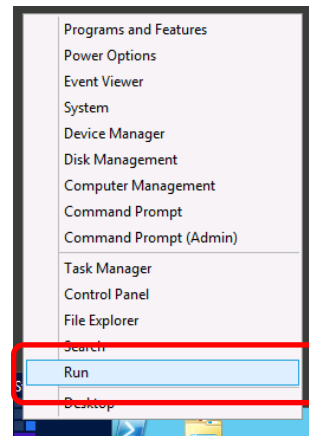 Programs and Features
Power Options
Event Viewer
System
Device Manager
Disk Management
Computer Management
Command Prompt
Command Prompt (Admin)
Task Manager
Control Panel
File Explorer
Search
Run
Desktop